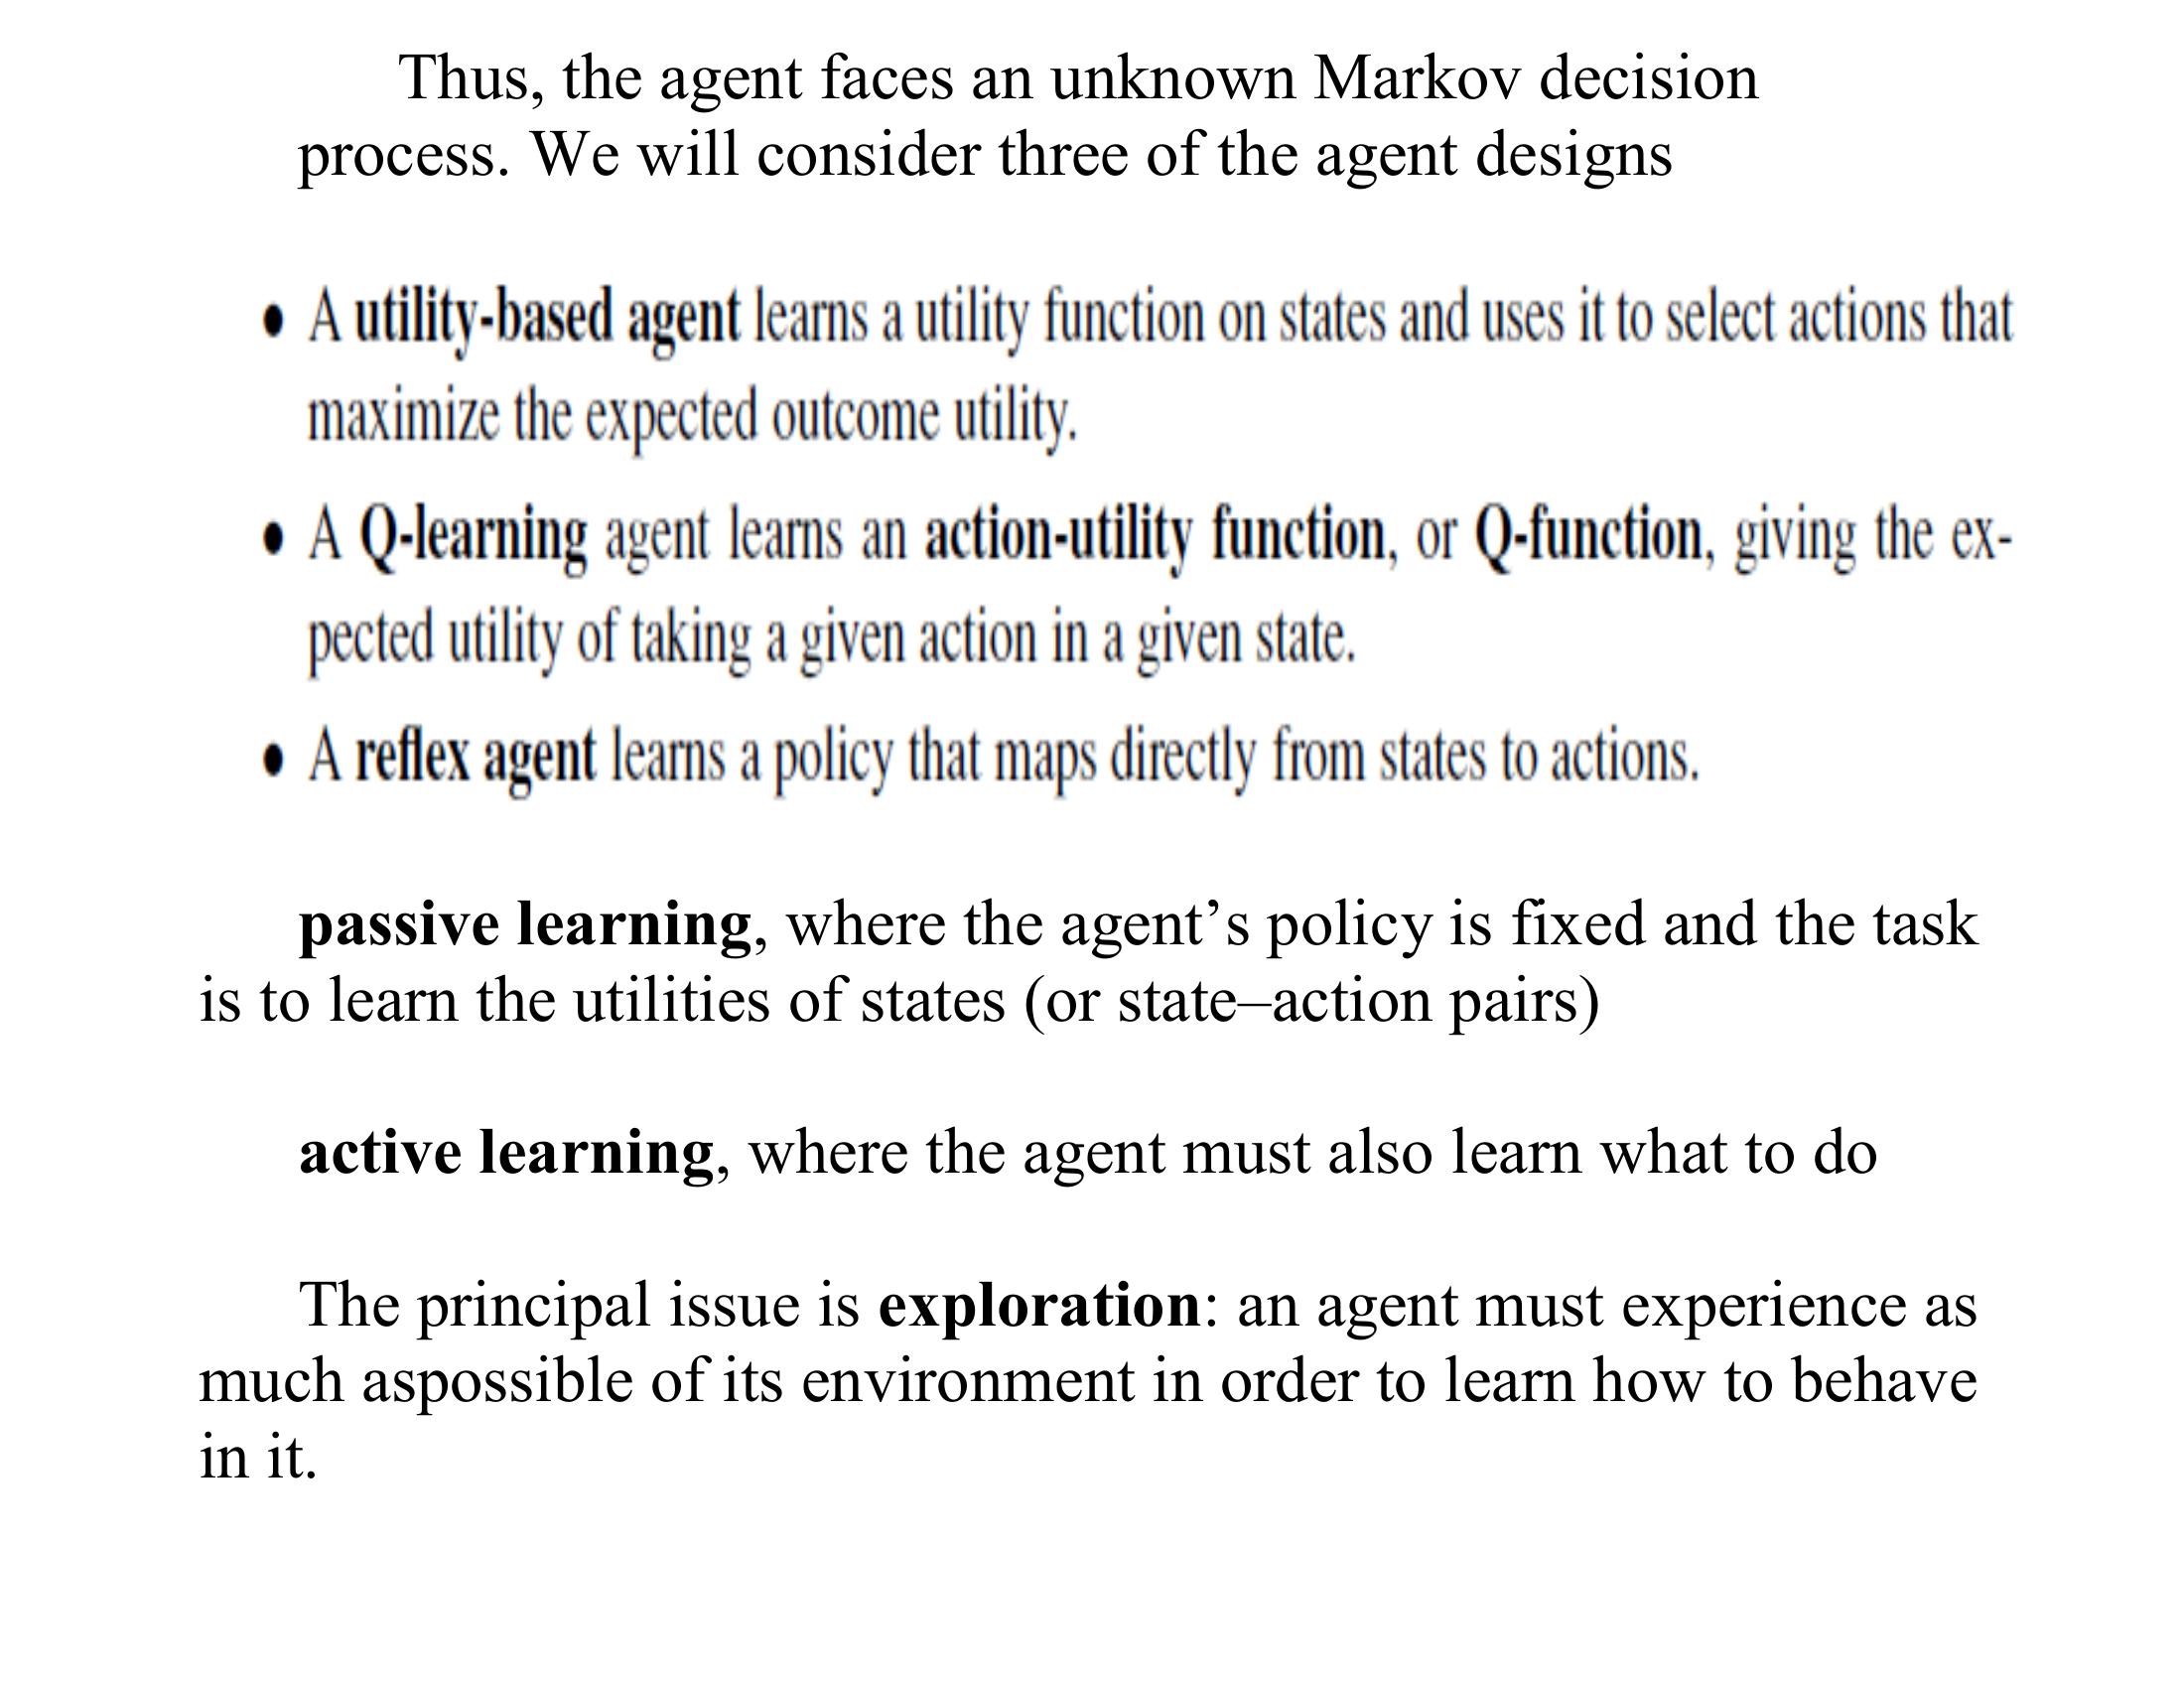 Thus, the agent faces an unknown Markov decision
process. We will consider three of the agent designs
• A utility-based agent learns a utility function on states and uses it to select actions that
maximize the expected outcome utility.
• A Q-learning agent learns an action-utility function, or Q-function, giving the ex-
pected utility of taking a given action in a given state.
• A reflex agent learns a policy that maps directly from states to actions.
passive learning, where the agent’s policy is fixed and the task
is to learn the utilities of states (or state–action pairs)
active learning, where the agent must also learn what to do
The principal issue is exploration: an agent must experience as
much aspossible of its environment in order to learn how to behave
in it.